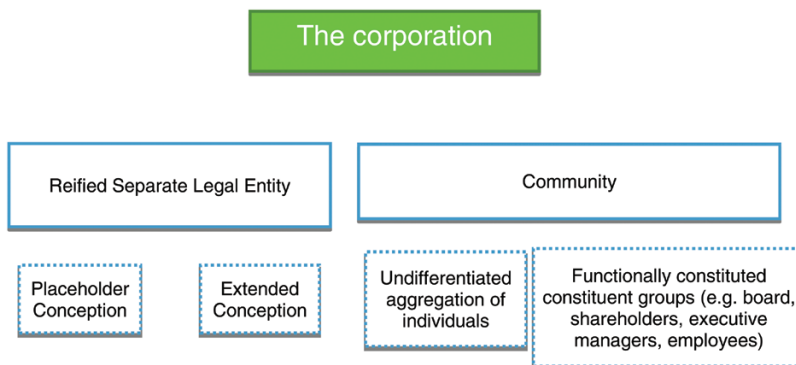 The corporation
Reified Separate Legal Entity
Community
Placeholder
Conception
Extended
Conception
Undifferentiated
aggregation of
individuals
Functionally constituted
constituent groups (e.g. board,
shareholders, executive
managers, employees)